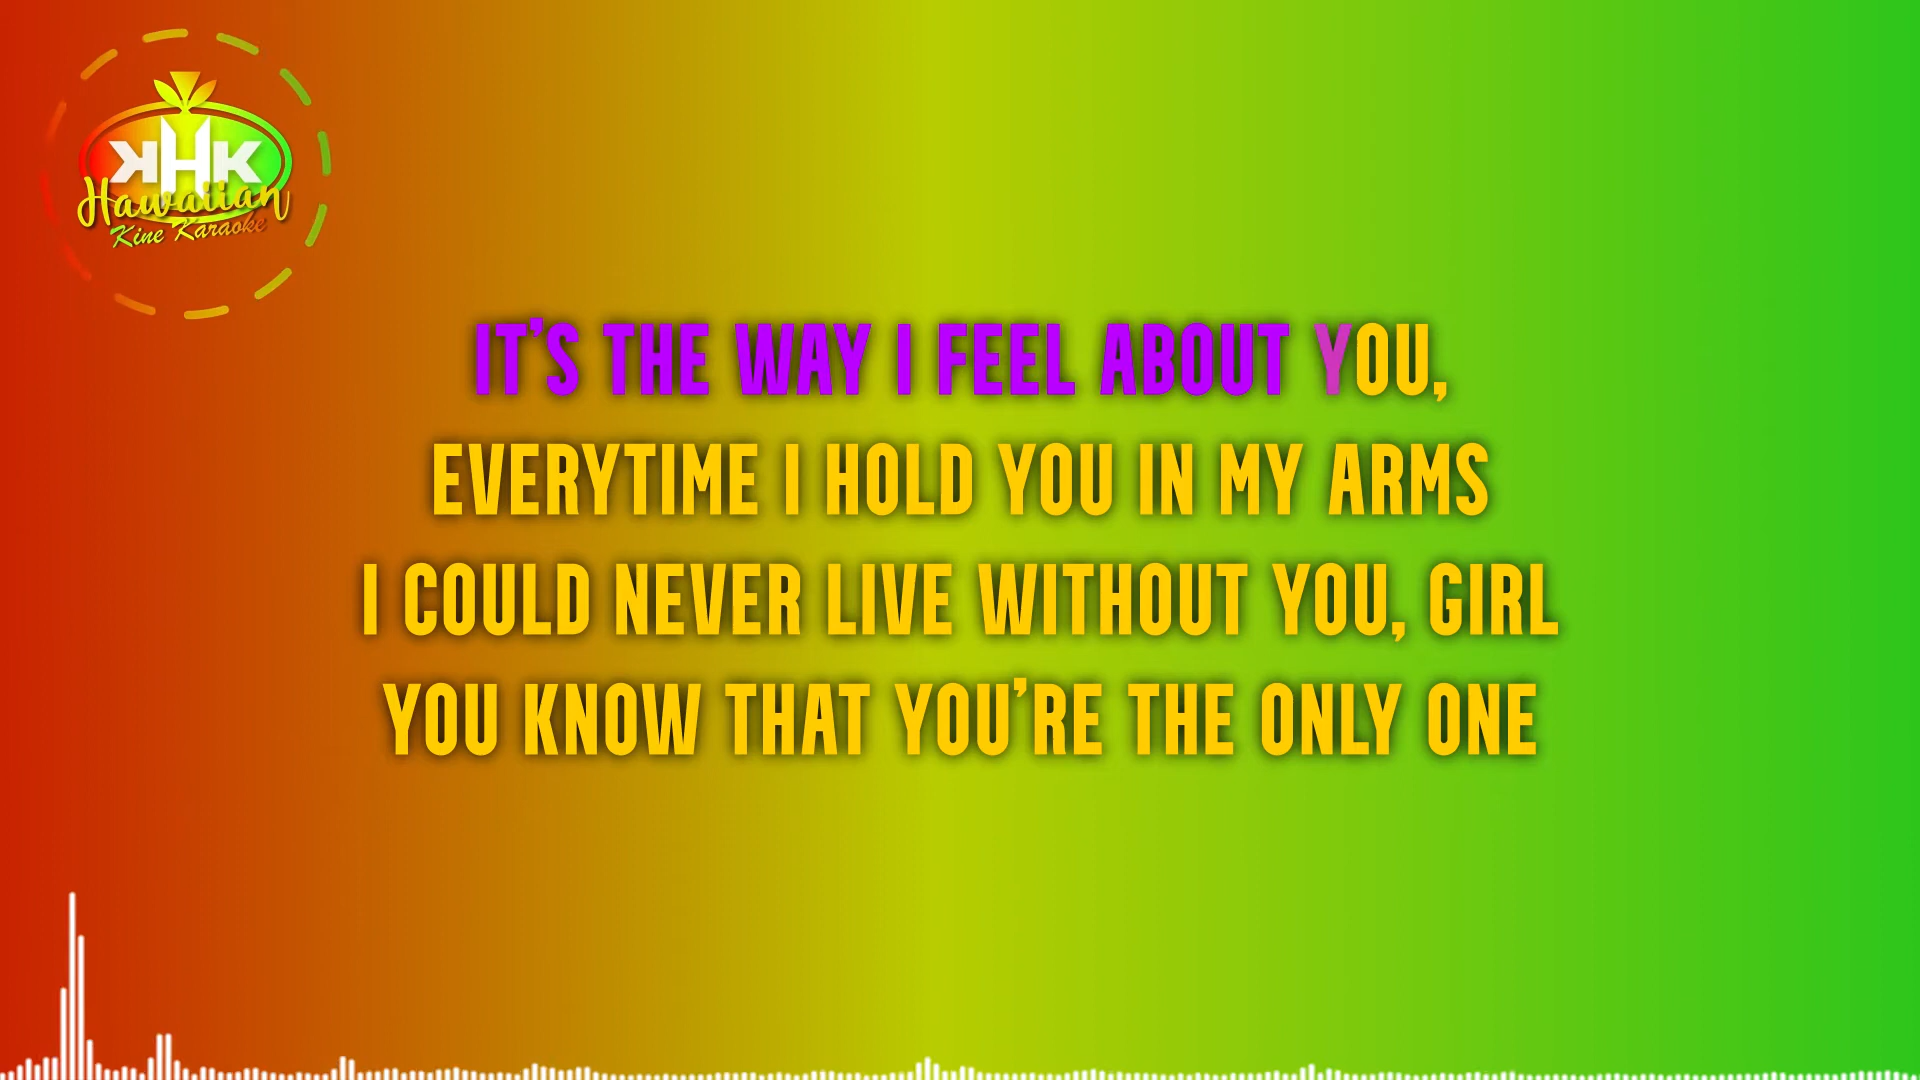 KHK
Hawaiian
Kine Karaoke
IT'S THE WAY I FEEL ABOUT YOU,
EVERYTIME I HOLD YOU IN MY ARMS
I COULD NEVER LIVE WITHOUT YOU, GIRL
YOU KNOW THAT YOU'RE THE ONLY ONE